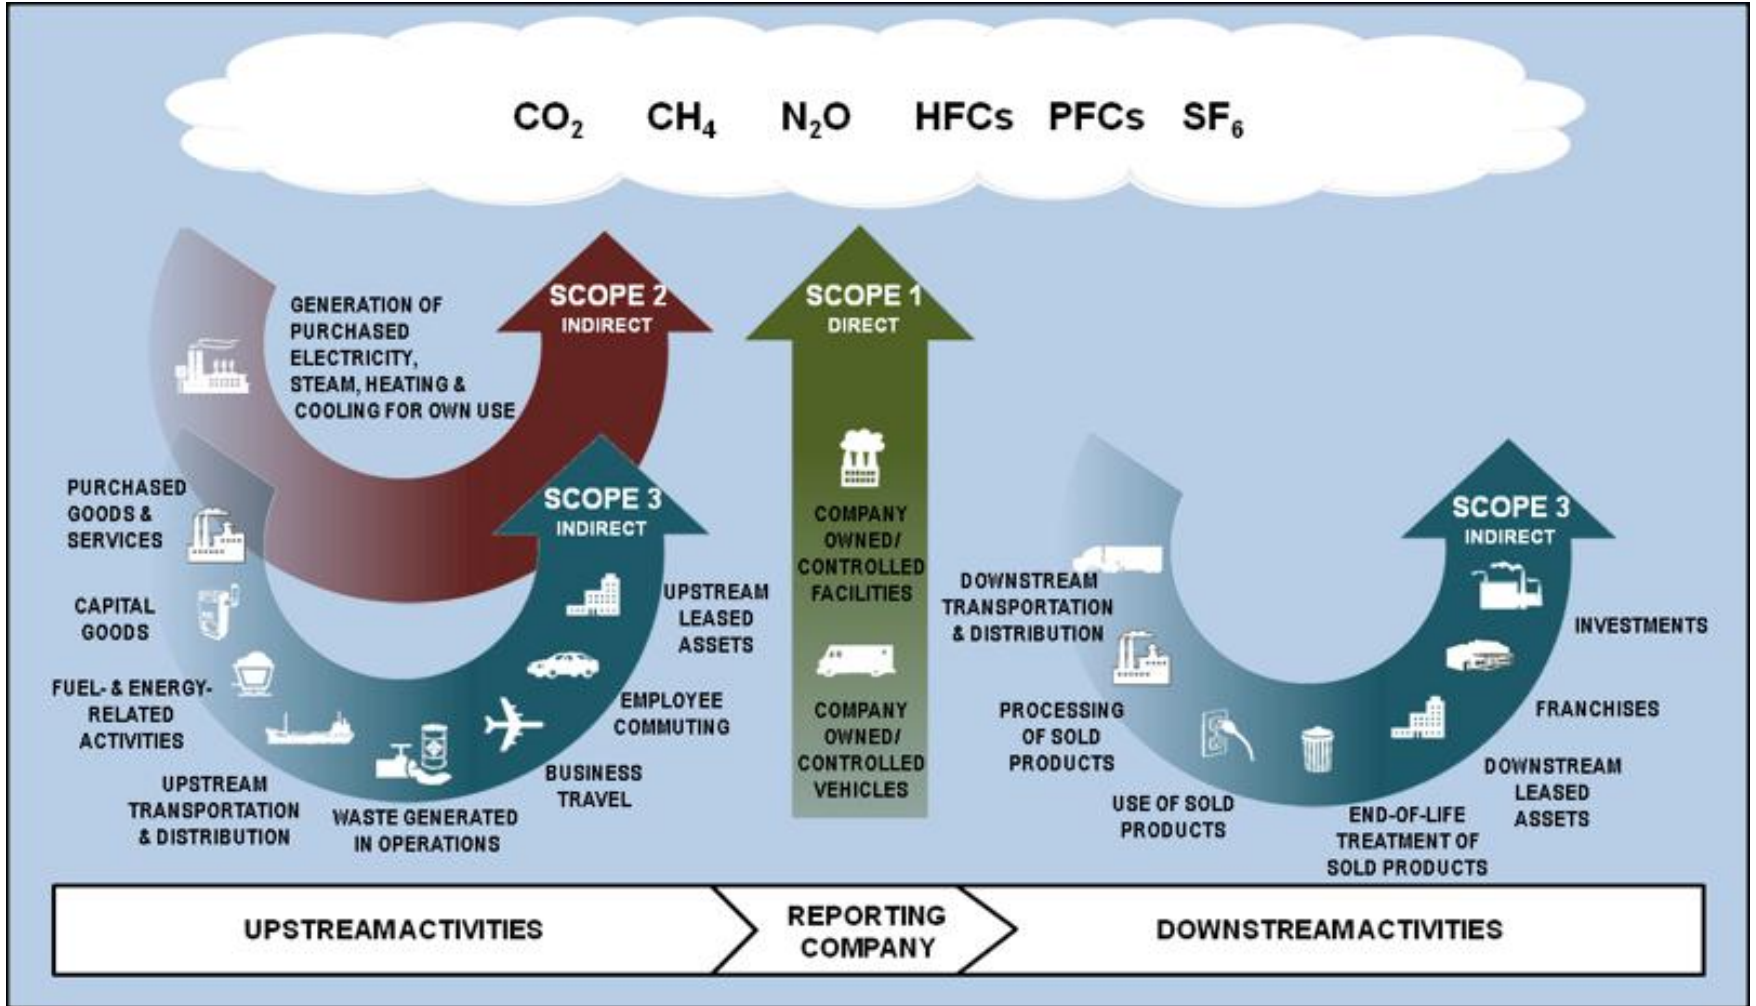 CO₂ CH₄ N₂O HFCs PFCs SF₆
SCOPE 2
INDIRECT
GENERATION OF
PURCHASED
ELECTRICITY,
STEAM, HEATING &
COOLING FOR OWN USE
SCOPE 1
DIRECT
COMPANY
OWNED/
CONTROLLED
FACILITIES
COMPANY
OWNED/
CONTROLLED
VEHICLES
SCOPE 3
INDIRECT
PURCHASED
GOODS &
SERVICES
CAPITAL
GOODS
FUEL- & ENERGY-
RELATED
ACTIVITIES
UPSTREAM
TRANSPORTATION
& DISTRIBUTION
WASTE GENERATED
IN OPERATIONS
BUSINESS
TRAVEL
EMPLOYEE
COMMUTING
UPSTREAM
LEASED
ASSETS
SCOPE 3
INDIRECT
DOWNSTREAM
TRANSPORTATION
& DISTRIBUTION
PROCESSING
OF SOLD
PRODUCTS
USE OF SOLD
PRODUCTS
END-OF-LIFE
TREATMENT OF
SOLD PRODUCTS
DOWNSTREAM
LEASED
ASSETS
FRANCHISES
INVESTMENTS
UPSTREAM ACTIVITIES
REPORTING
COMPANY
DOWNSTREAM ACTIVITIES